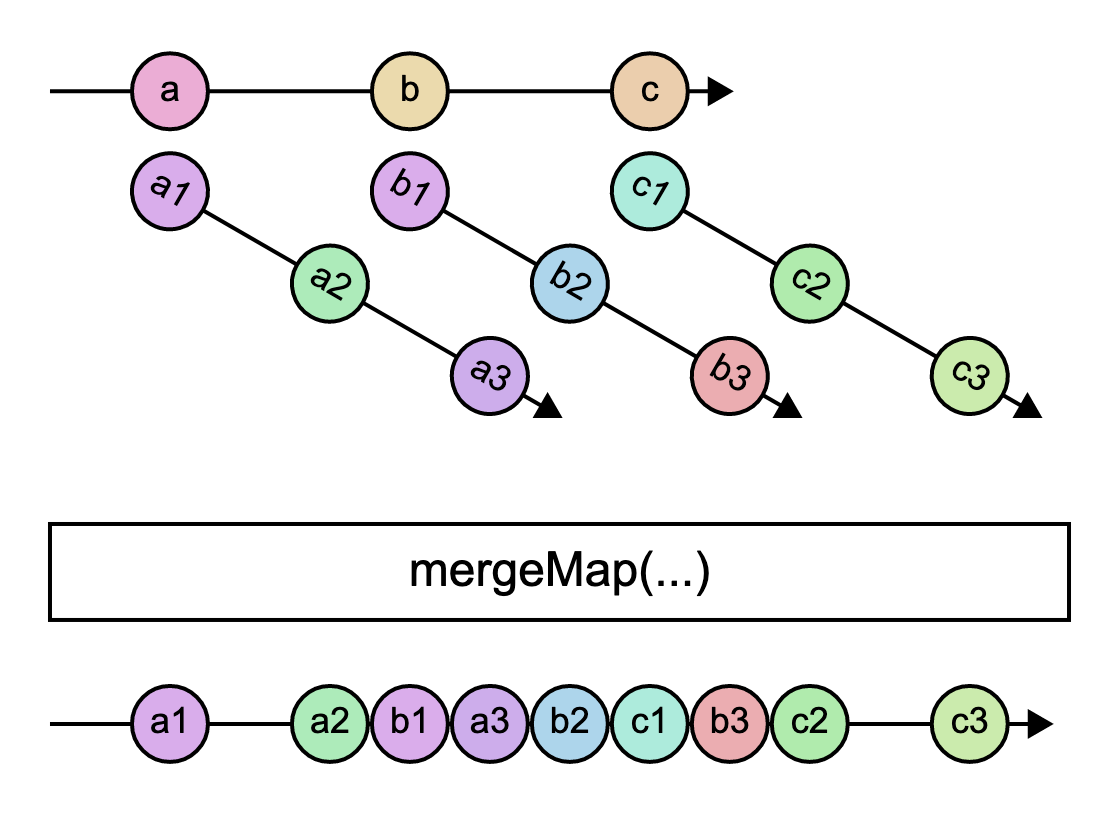 a b c
a1 b1 c1
a2 b2 c2
a3 b3 c3
mergeMap(...)
a1 a2 b1 a3 b2 c1 b3 c2 c3